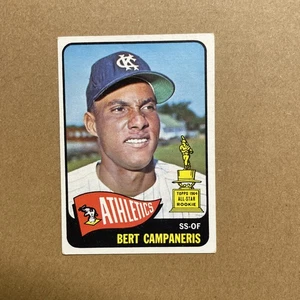 KC
ATHLETICS
TOPPS 1964
ALL-STAR
ROOKIE
SS-OF
BERT CAMPANERIS